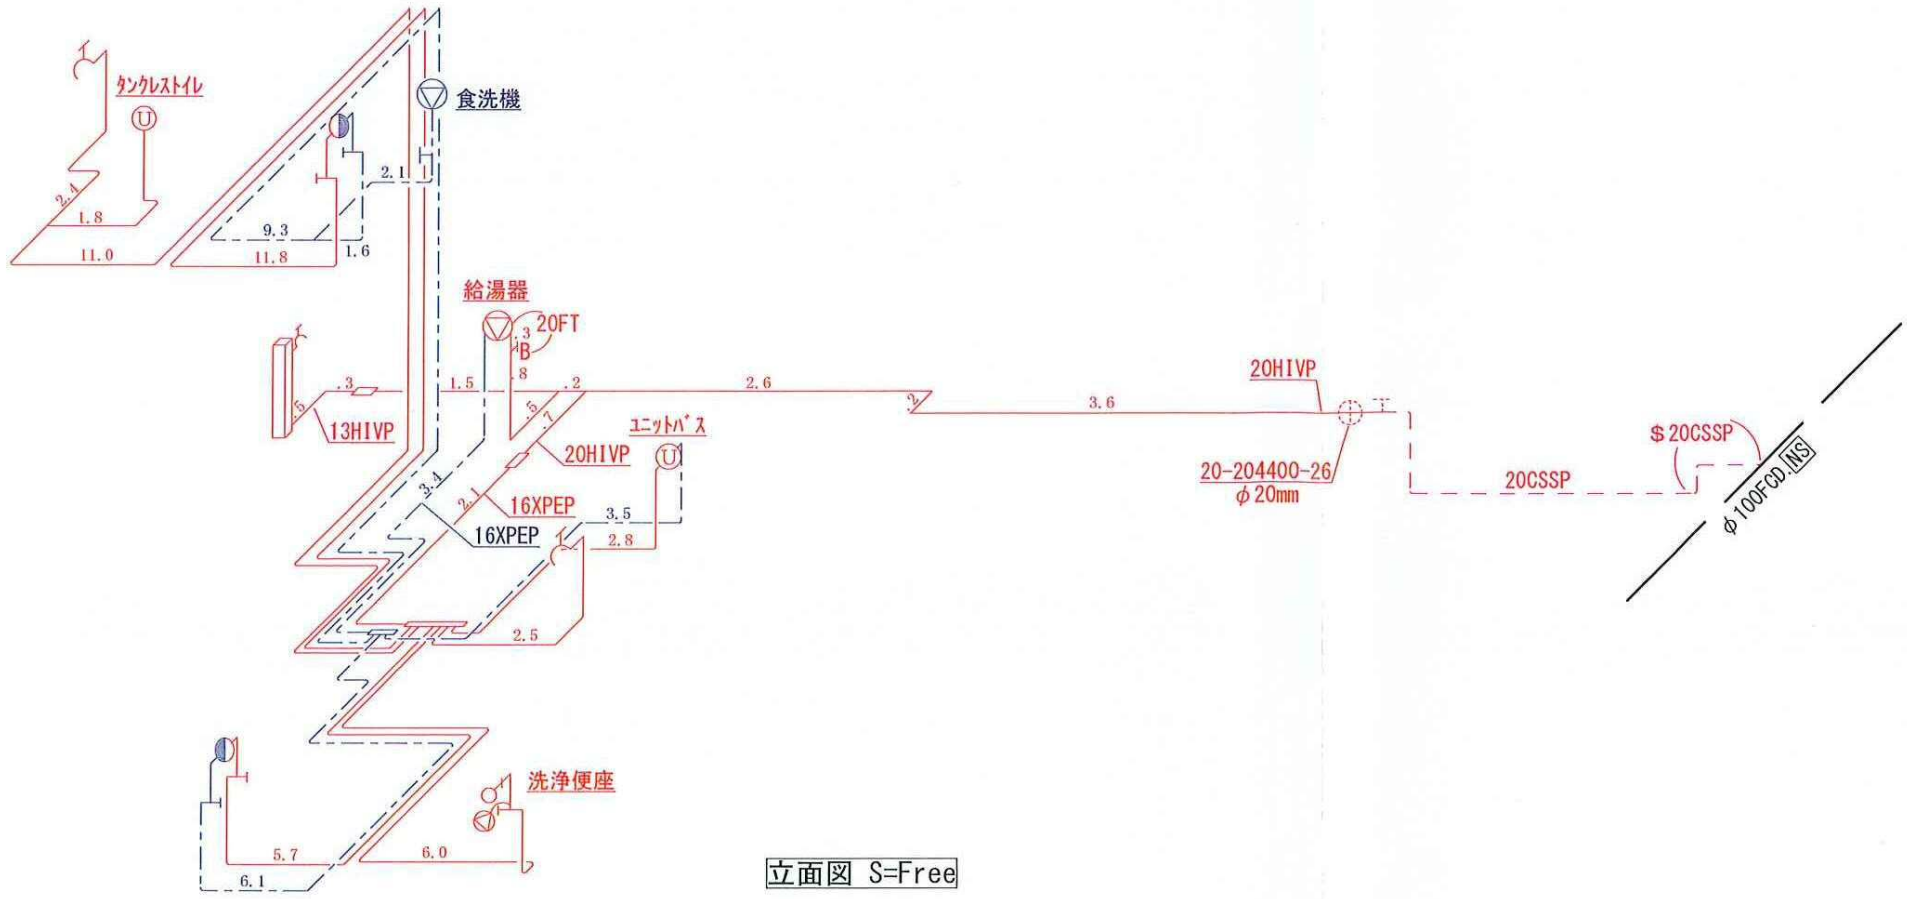 タンクレストイレ
U
食洗機
2.1
2.4
1.8
9.3
11.0
11.8
1.6
給湯器
20FT
.3
B
.8
.3
1.5
.2
2.6
.5
.5
.7
13HIVP
20HIVP
ユニットバス
U
3.4
2.1
16XPEP
16XPEP
3.5
2.8
2.5
.2
3.6
20HIVP
20-204400-26
φ20mm
20CSSP
$20CSSP
φ100FCD.NS
洗浄便座
5.7
6.0
6.1
立面図 S=Free